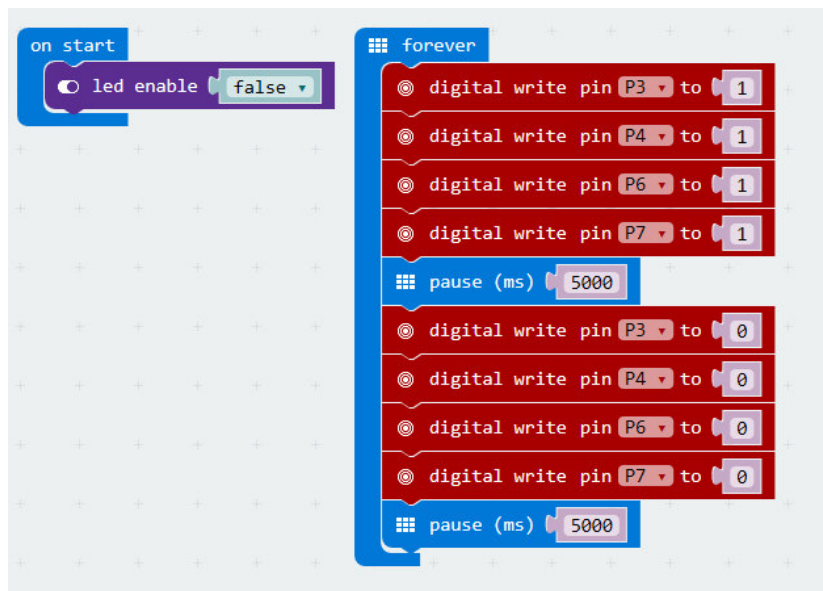 on start
led enable false
forever
digital write pin P3 to 1
digital write pin P4 to 1
digital write pin P6 to 1
digital write pin P7 to 1
pause (ms) 5000
digital write pin P3 to 0
digital write pin P4 to 0
digital write pin P6 to 0
digital write pin P7 to 0
pause (ms) 5000